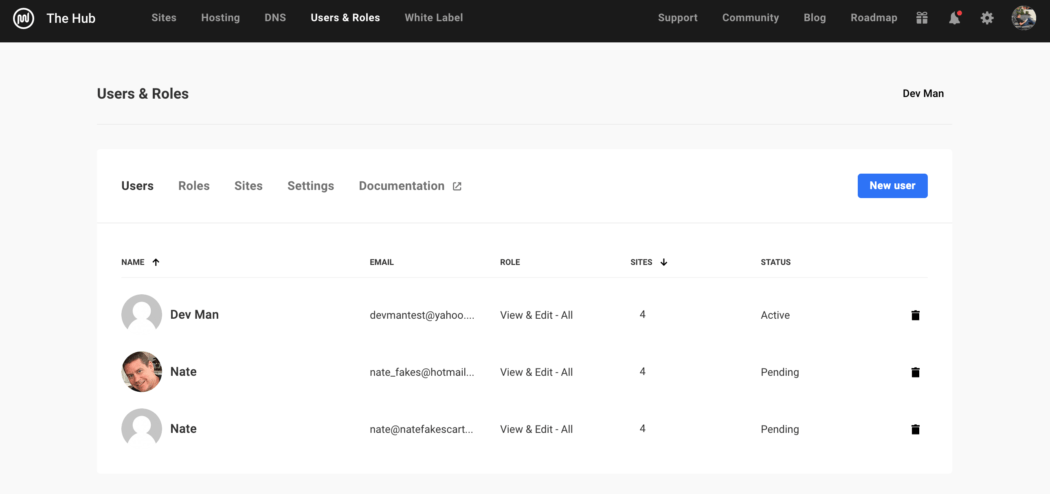 The Hub Sites Hosting DNS Users & Roles White Label Support Community Blog Roadmap
Users & Roles Dev Man
Users Roles Sites Settings Documentation New user
NAME EMAIL ROLE SITES STATUS
Dev Man devmantest@yahoo.... View & Edit - All 4 Active
Nate nate_fakes@hotmail... View & Edit - All 4 Pending
Nate nate@natefakescart... View & Edit - All 4 Pending